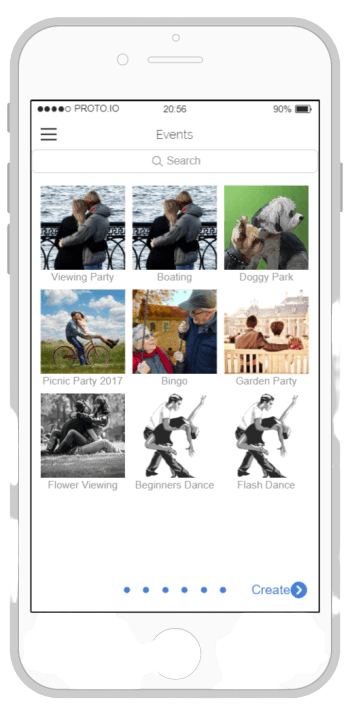 PROTO.IO 20:56 90%
Events
Search
Viewing Party Boating Doggy Park
Picnic Party 2017 Bingo Garden Party
Flower Viewing Beginners Dance Flash Dance
Create